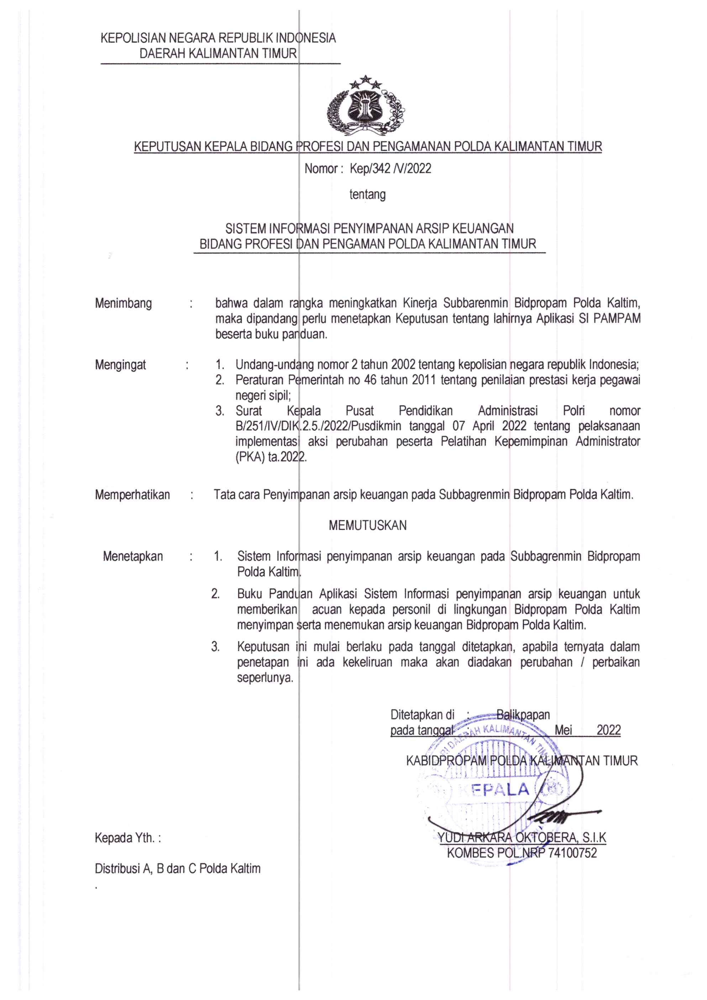 KEPOLISIAN NEGARA REPUBLIK INDONESIA
DAERAH KALIMANTAN TIMUR
KEPUTUSAN KEPALA BIDANG PROFESI DAN PENGAMANAN POLDA KALIMANTAN TIMUR
Nomor : Kep/342 /V/2022
tentang
SISTEM INFORMASI PENYIMPANAN ARSIP KEUANGAN
BIDANG PROFESI DAN PENGAMAN POLDA KALIMANTAN TIMUR
Menimbang : bahwa dalam rangka meningkatkan Kinerja Subbarenmin Bidpropam Polda Kaltim,
maka dipandang perlu menetapkan Keputusan tentang lahirnya Aplikasi SI PAMPAM
beserta buku panduan.
Mengingat : 1. Undang-undang nomor 2 tahun 2002 tentang kepolisian negara republik Indonesia;
2. Peraturan Pemerintah no 46 tahun 2011 tentang penilaian prestasi kerja pegawai
negeri sipil;
3. Surat Kepala Pusat Pendidikan Administrasi Polri nomor
B/251/IV/DIK.2.5./2022/Pusdikmin tanggal 07 April 2022 tentang pelaksanaan
implementasi aksi perubahan peserta Pelatihan Kepemimpinan Administrator
(PKA) ta.2022.
Memperhatikan : Tata cara Penyimpanan arsip keuangan pada Subbagrenmin Bidpropam Polda Kaltim.
MEMUTUSKAN
Menetapkan : 1. Sistem Informasi penyimpanan arsip keuangan pada Subbagrenmin Bidpropam
Polda Kaltim.
2. Buku Panduan Aplikasi Sistem Informasi penyimpanan arsip keuangan untuk
memberikan acuan kepada personil di lingkungan Bidpropam Polda Kaltim
menyimpan serta menemukan arsip keuangan Bidpropam Polda Kaltim.
3. Keputusan ini mulai berlaku pada tanggal ditetapkan, apabila ternyata dalam
penetapan ini ada kekeliruan maka akan diadakan perubahan / perbaikan
seperlunya.
Ditetapkan di : Balikpapan
pada tanggal : Mei 2022
KABIDPROPAM POLDA KALIMANTAN TIMUR
DAERAH KALIMANTAN TIMUR
KEPALA
YUDI ARKARA OKTOBERA, S.I.K
KOMBES POL NRP 74100752
Kepada Yth. :
Distribusi A, B dan C Polda Kaltim
.